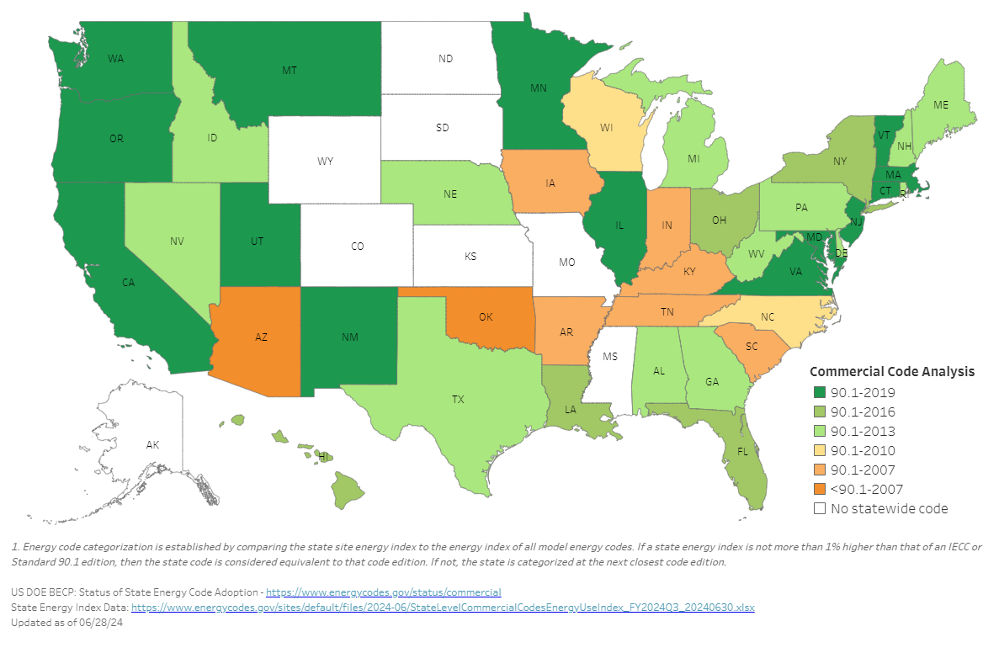 WA
MT
ND
MN
ME
OR
ID
SD
WI
VT
NH
WY
MI
NY
MA
IA
CT
RI
NE
PA
NV
UT
CO
IL
IN
OH
NJ
MD
DE
KS
MO
WV
VA
CA
KY
AZ
NM
OK
TN
NC
AR
SC
MS
AL
GA
TX
LA
FL
AK
HI
Commercial Code Analysis
90.1-2019
90.1-2016
90.1-2013
90.1-2010
90.1-2007
<90.1-2007
No statewide code
1. Energy code categorization is established by comparing the state site energy index to the energy index of all model energy codes. If a state energy index is not more than 1% higher than that of an IECC or
Standard 90.1 edition, then the state code is considered equivalent to that code edition. If not, the state is categorized at the next closest code edition.
US DOE BECP: Status of State Energy Code Adoption - https://www.energycodes.gov/status/commercial
State Energy Index Data: https://www.energycodes.gov/sites/default/files/2024-06/StateLevelCommercialCodesEnergyUseIndex_FY2024Q3_20240630.xlsx
Updated as of 06/28/24